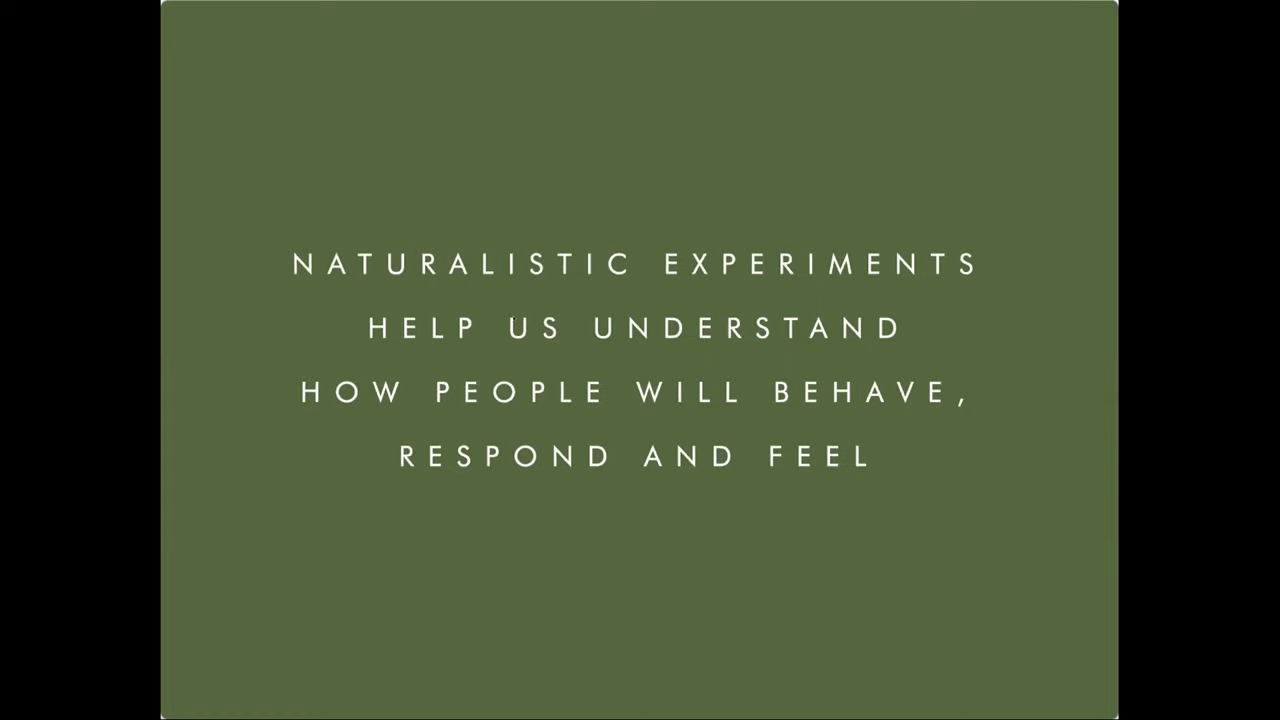 NATURALISTIC EXPERIMENTS
HELP US UNDERSTAND
HOW PEOPLE WILL BEHAVE,
RESPOND AND FEEL